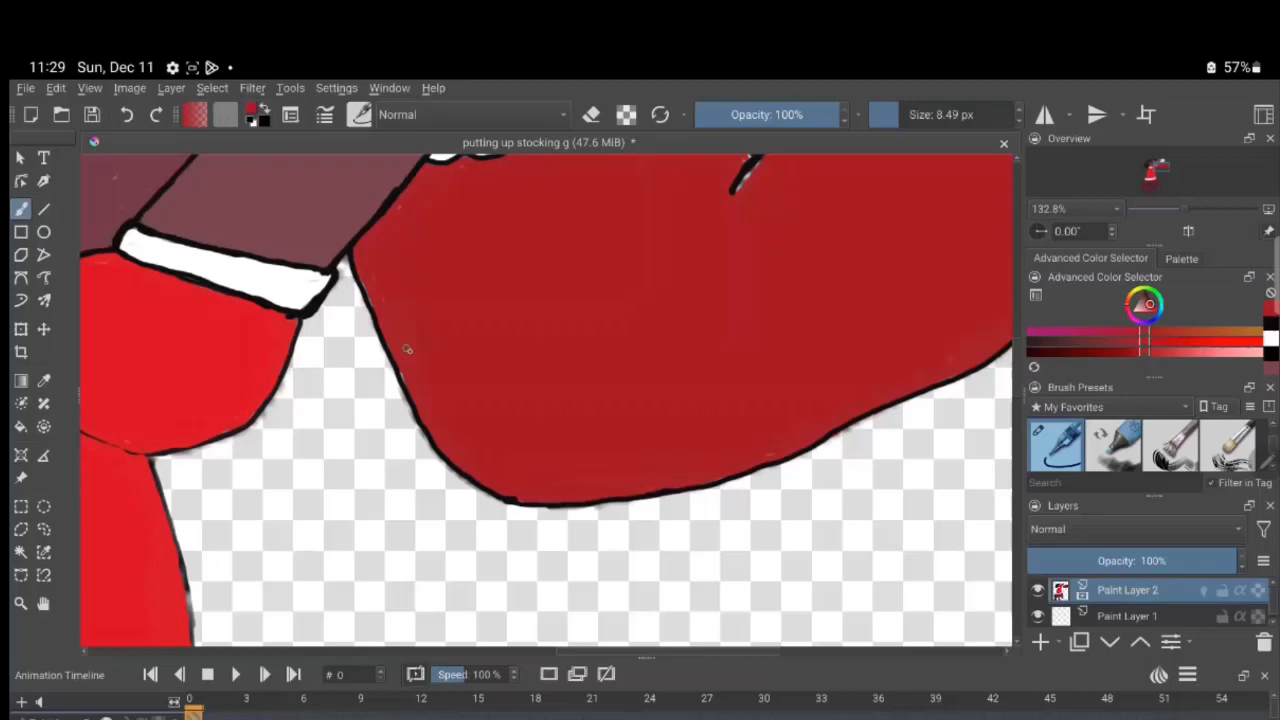 11:29 Sun, Dec 11 57%
File Edit View Image Layer Select Filter Tools Settings Window Help
Normal Opacity: 100% Size: 8.49 px
putting up stocking g (47.6 MiB) *
Overview
132.8%
0.00°
Advanced Color Selector Palette
Advanced Color Selector
Brush Presets
★ My Favorites Tag
Search Filter in Tag
Layers
Normal
Opacity: 100%
Paint Layer 2
Paint Layer 1
Animation Timeline # 0 Speed: 100 %
0 3 6 9 12 15 18 21 24 27 30 33 36 39 42 45 48 51 54